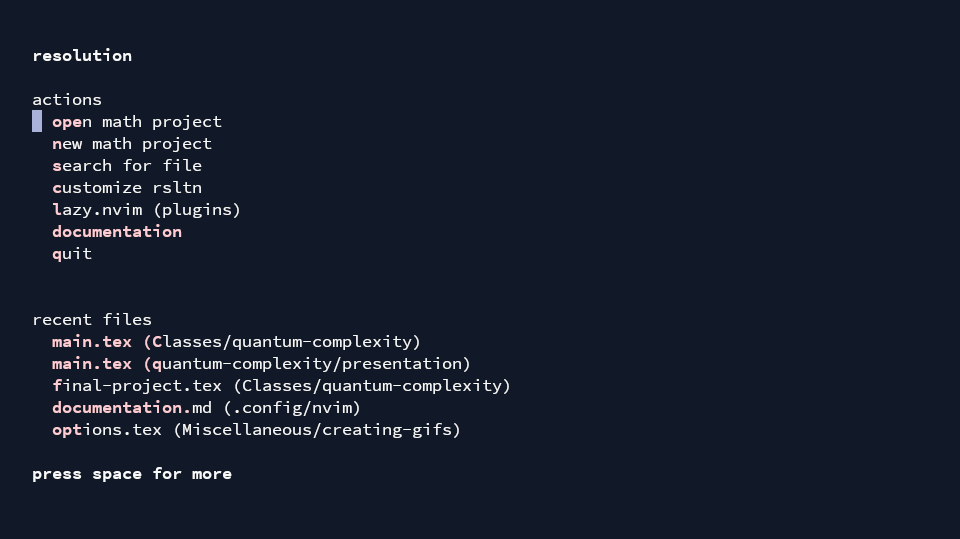 resolution
actions
open math project
new math project
search for file
customize rsltn
lazy.nvim (plugins)
documentation
quit
recent files
main.tex (Classes/quantum-complexity)
main.tex (quantum-complexity/presentation)
final-project.tex (Classes/quantum-complexity)
documentation.md (.config/nvim)
options.tex (Miscellaneous/creating-gifs)
press space for more